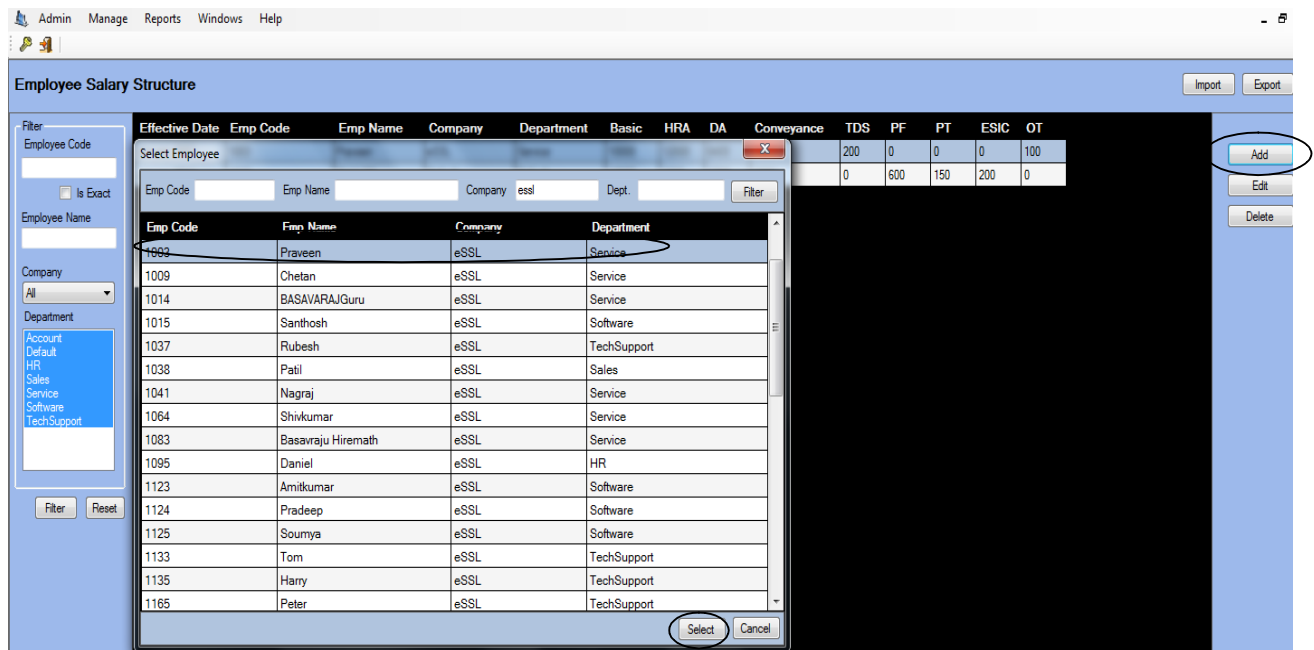 Admin Manage Reports Windows Help
Employee Salary Structure
Import Export
Filter
Employee Code
Is Exact
Employee Name
Company
All
Department
Account
Default
HR
Sales
Service
Software
TechSupport
Filter Reset
Effective Date Emp Code Emp Name Company Department Basic HRA DA Conveyance TDS PF PT ESIC OT
200 0 0 0 100
0 600 150 200 0
Select Employee
Emp Code Emp Name Company essl Dept. Filter
Emp Code Emp Name Company Department
1003 Praveen eSSL Service
1009 Chetan eSSL Service
1014 BASAVARAJGuru eSSL Service
1015 Santhosh eSSL Software
1037 Rubesh eSSL TechSupport
1038 Patil eSSL Sales
1041 Nagraj eSSL Service
1064 Shivkumar eSSL Service
1083 Basavraju Hiremath eSSL Service
1095 Daniel eSSL HR
1123 Amitkumar eSSL Software
1124 Pradeep eSSL Software
1125 Soumya eSSL Software
1133 Tom eSSL TechSupport
1135 Harry eSSL TechSupport
1165 Peter eSSL TechSupport
Select Cancel
Add
Edit
Delete